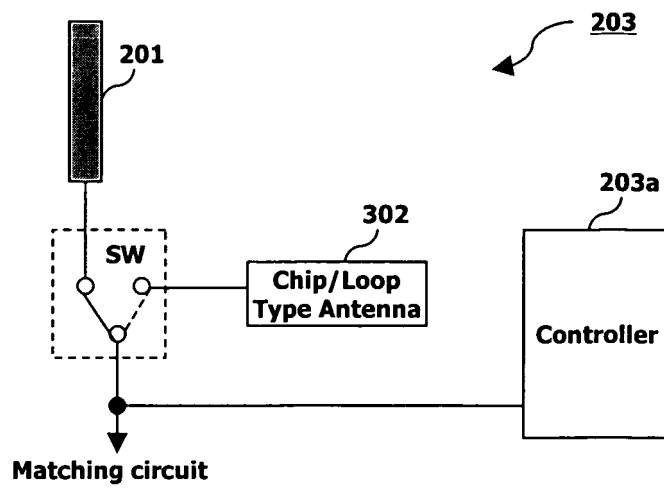 203
201
203a
SW
302
Chip/Loop
Type Antenna
Controller
Matching circuit